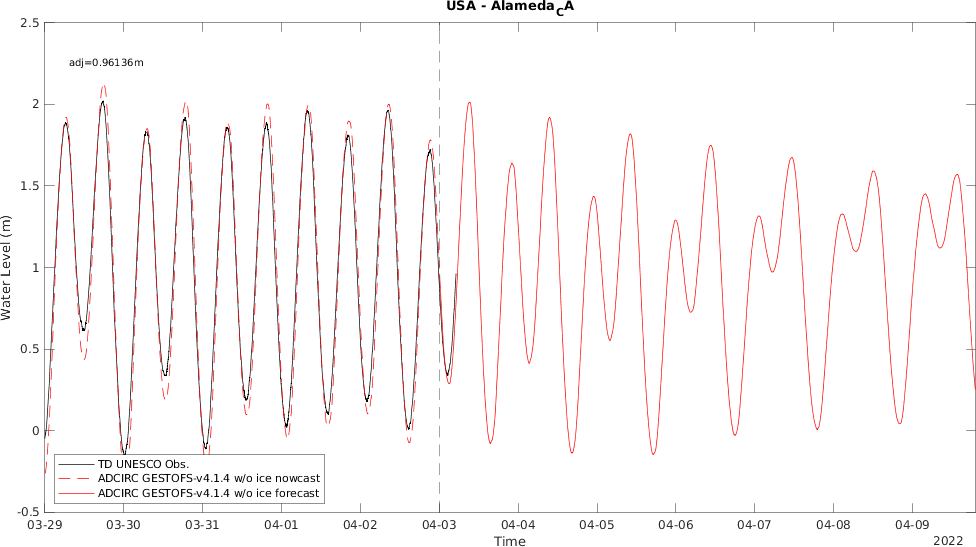 USA - Alameda_CA
2.5
adj=0.96136m
2
1.5
Water Level (m)
1
0.5
0
TD UNESCO Obs.
ADCIRC GESTOFS-v4.1.4 w/o ice nowcast
ADCIRC GESTOFS-v4.1.4 w/o ice forecast
-0.5
03-29 03-30 03-31 04-01 04-02 04-03 04-04 04-05 04-06 04-07 04-08 04-09
Time
2022